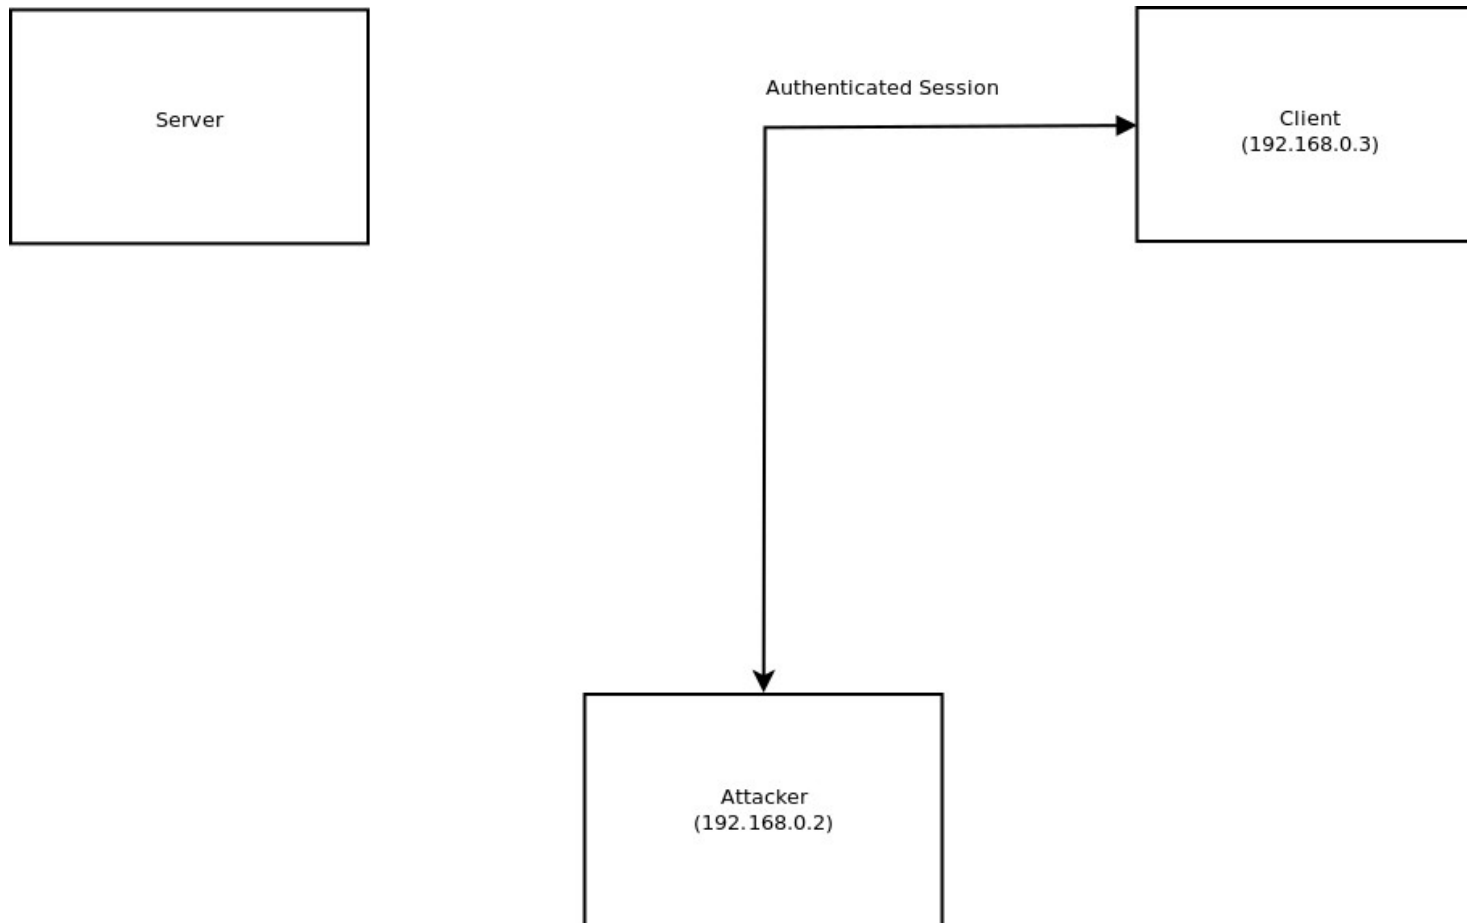 Server
Authenticated Session
Client
(192.168.0.3)
Attacker
(192.168.0.2)